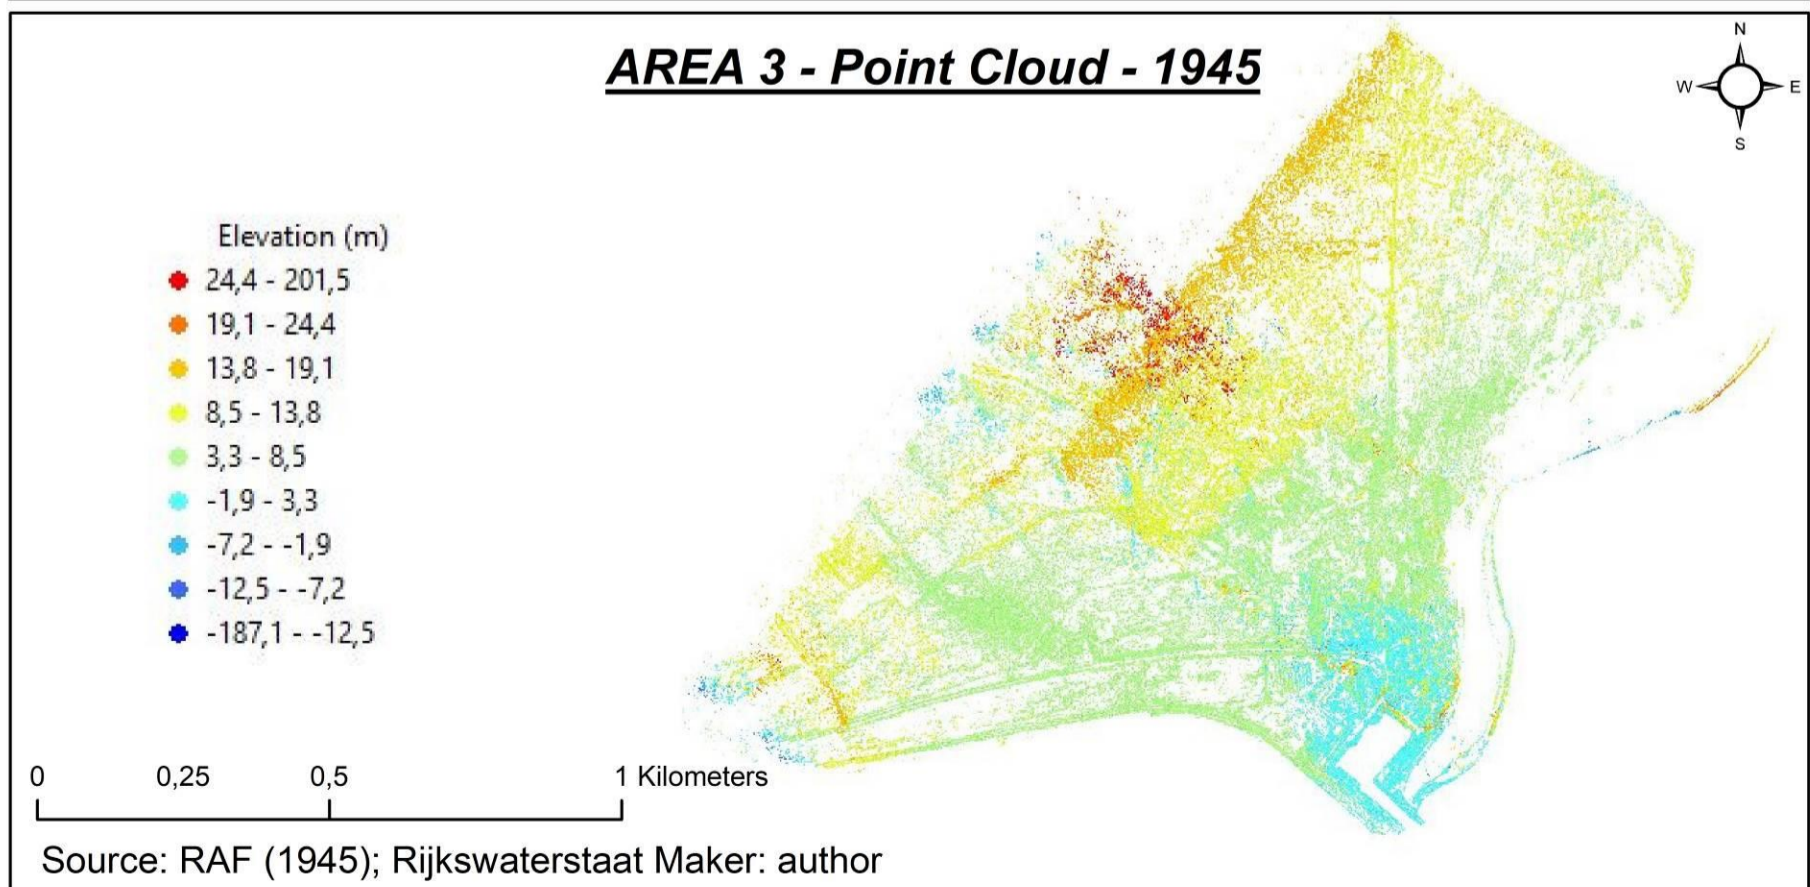 AREA 3 - Point Cloud - 1945
N
W E
S
Elevation (m)
24,4 - 201,5
19,1 - 24,4
13,8 - 19,1
8,5 - 13,8
3,3 - 8,5
-1,9 - 3,3
-7,2 - -1,9
-12,5 - -7,2
-187,1 - -12,5
0 0,25 0,5 1 Kilometers
Source: RAF (1945); Rijkswaterstaat Maker: author